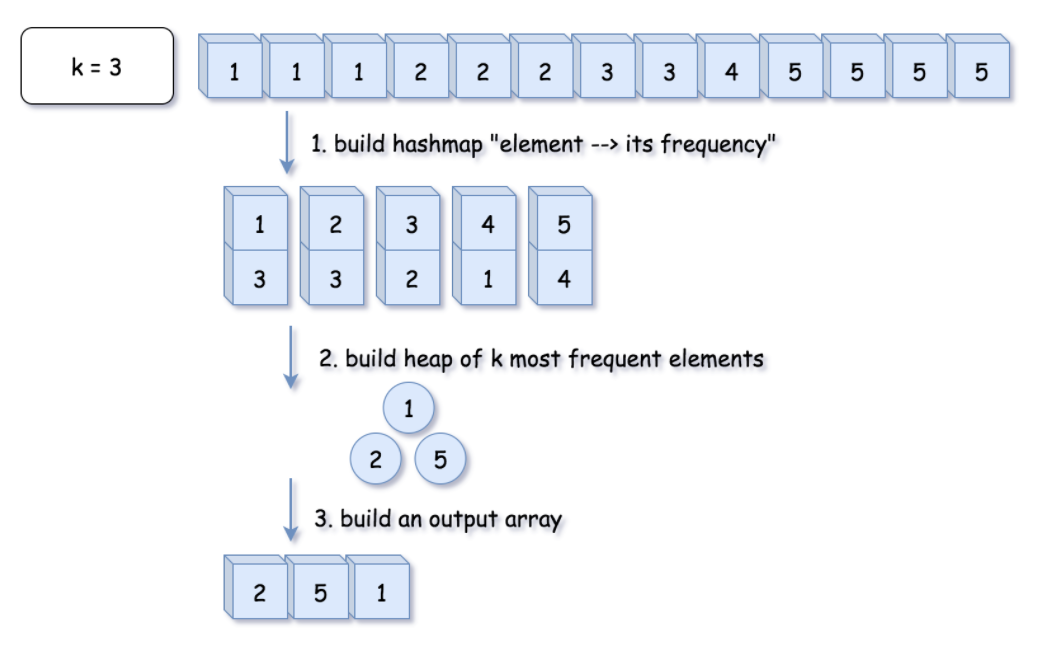 k = 3
1 1 1 2 2 2 3 3 4 5 5 5 5
1. build hashmap "element --> its frequency"
1 2 3 4 5
3 3 2 1 4
2. build heap of k most frequent elements
1
2 5
3. build an output array
2 5 1